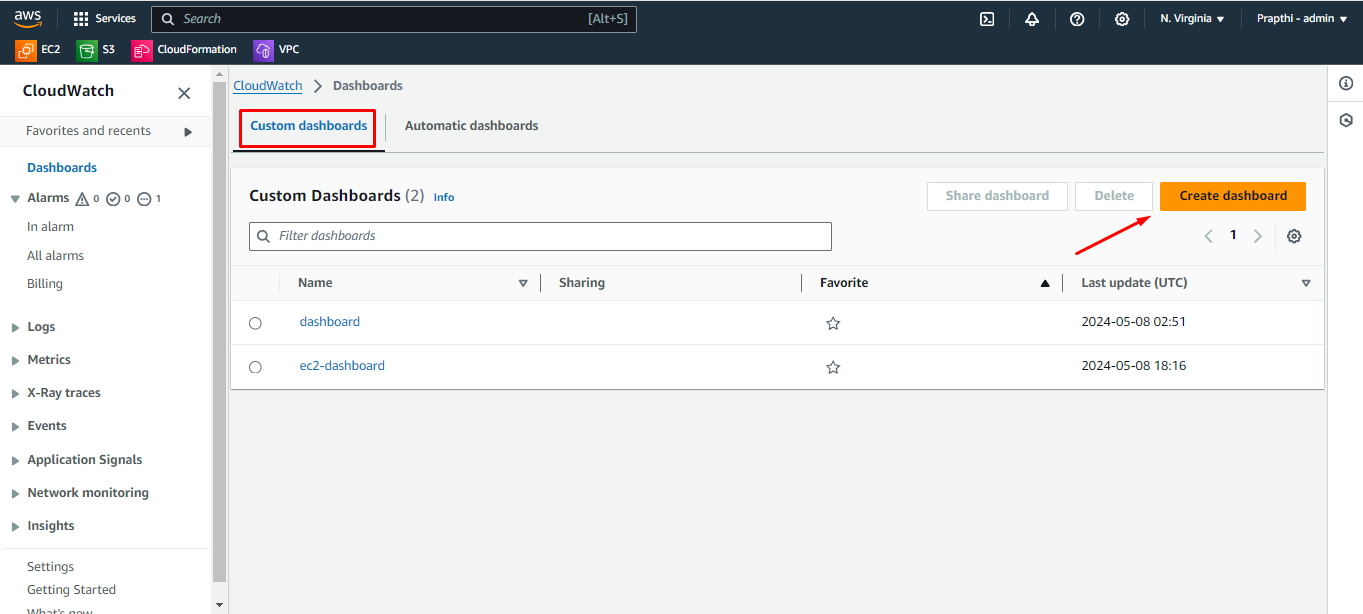 aws Services Search [Alt+S] N. Virginia Prapthi - admin
EC2 S3 CloudFormation VPC
CloudWatch
Favorites and recents
Dashboards
Alarms 0 0 1
In alarm
All alarms
Billing
Logs
Metrics
X-Ray traces
Events
Application Signals
Network monitoring
Insights
Settings
Getting Started
What's new
CloudWatch Dashboards
Custom dashboards Automatic dashboards
Custom Dashboards (2) Info Share dashboard Delete Create dashboard
Filter dashboards 1
Name Sharing Favorite Last update (UTC)
dashboard 2024-05-08 02:51
ec2-dashboard 2024-05-08 18:16